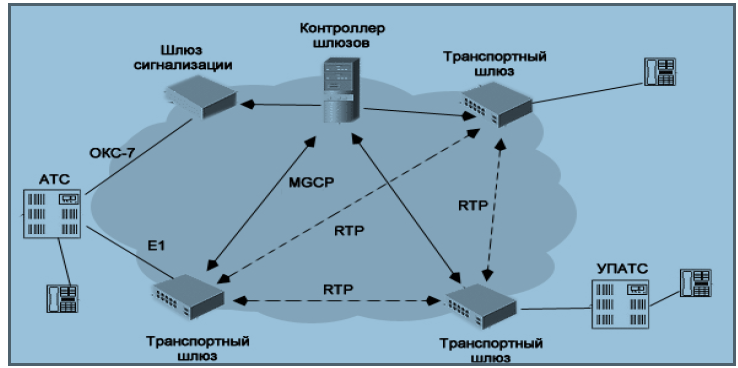 Контроллер
шлюзов
Шлюз
сигнализации
Транспортный
шлюз
ОКС-7
АТС
MGCP
RTP
RTP
E1
УПАТС
RTP
Транспортный
шлюз
Транспортный
шлюз